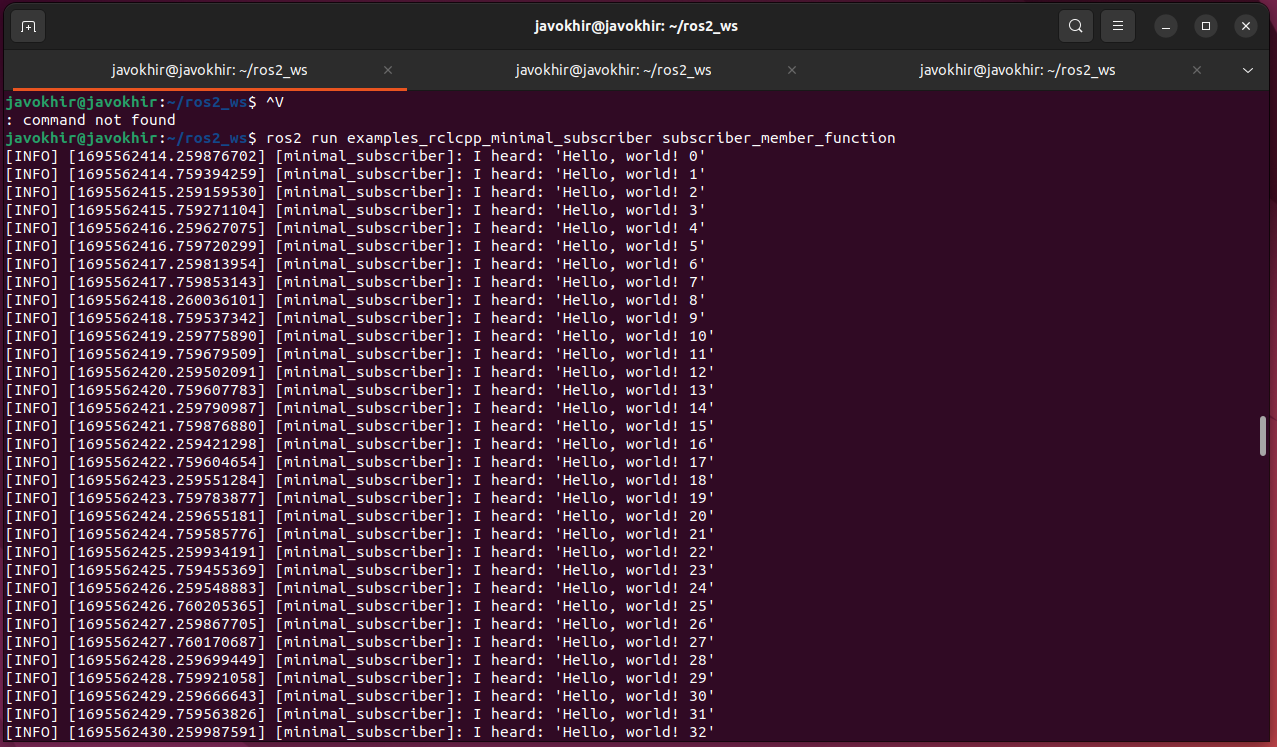 javokhir@javokhir: ~/ros2_ws
javokhir@javokhir: ~/ros2_ws
javokhir@javokhir: ~/ros2_ws
javokhir@javokhir: ~/ros2_ws
javokhir@javokhir:~/ros2_ws$ ^V
: command not found
javokhir@javokhir:~/ros2_ws$ ros2 run examples_rclcpp_minimal_subscriber subscriber_member_function
[INFO] [1695562414.259876702] [minimal_subscriber]: I heard: 'Hello, world! 0'
[INFO] [1695562414.759394259] [minimal_subscriber]: I heard: 'Hello, world! 1'
[INFO] [1695562415.259159530] [minimal_subscriber]: I heard: 'Hello, world! 2'
[INFO] [1695562415.759271104] [minimal_subscriber]: I heard: 'Hello, world! 3'
[INFO] [1695562416.259627075] [minimal_subscriber]: I heard: 'Hello, world! 4'
[INFO] [1695562416.759720299] [minimal_subscriber]: I heard: 'Hello, world! 5'
[INFO] [1695562417.259813954] [minimal_subscriber]: I heard: 'Hello, world! 6'
[INFO] [1695562417.759853143] [minimal_subscriber]: I heard: 'Hello, world! 7'
[INFO] [1695562418.260036101] [minimal_subscriber]: I heard: 'Hello, world! 8'
[INFO] [1695562418.759537342] [minimal_subscriber]: I heard: 'Hello, world! 9'
[INFO] [1695562419.259775890] [minimal_subscriber]: I heard: 'Hello, world! 10'
[INFO] [1695562419.759679509] [minimal_subscriber]: I heard: 'Hello, world! 11'
[INFO] [1695562420.259502091] [minimal_subscriber]: I heard: 'Hello, world! 12'
[INFO] [1695562420.759607783] [minimal_subscriber]: I heard: 'Hello, world! 13'
[INFO] [1695562421.259790987] [minimal_subscriber]: I heard: 'Hello, world! 14'
[INFO] [1695562421.759876880] [minimal_subscriber]: I heard: 'Hello, world! 15'
[INFO] [1695562422.259421298] [minimal_subscriber]: I heard: 'Hello, world! 16'
[INFO] [1695562422.759604654] [minimal_subscriber]: I heard: 'Hello, world! 17'
[INFO] [1695562423.259551284] [minimal_subscriber]: I heard: 'Hello, world! 18'
[INFO] [1695562423.759783877] [minimal_subscriber]: I heard: 'Hello, world! 19'
[INFO] [1695562424.259655181] [minimal_subscriber]: I heard: 'Hello, world! 20'
[INFO] [1695562424.759585776] [minimal_subscriber]: I heard: 'Hello, world! 21'
[INFO] [1695562425.259934191] [minimal_subscriber]: I heard: 'Hello, world! 22'
[INFO] [1695562425.759455369] [minimal_subscriber]: I heard: 'Hello, world! 23'
[INFO] [1695562426.259548883] [minimal_subscriber]: I heard: 'Hello, world! 24'
[INFO] [1695562426.760205365] [minimal_subscriber]: I heard: 'Hello, world! 25'
[INFO] [1695562427.259867705] [minimal_subscriber]: I heard: 'Hello, world! 26'
[INFO] [1695562427.760170687] [minimal_subscriber]: I heard: 'Hello, world! 27'
[INFO] [1695562428.259699449] [minimal_subscriber]: I heard: 'Hello, world! 28'
[INFO] [1695562428.759921058] [minimal_subscriber]: I heard: 'Hello, world! 29'
[INFO] [1695562429.259666643] [minimal_subscriber]: I heard: 'Hello, world! 30'
[INFO] [1695562429.759563826] [minimal_subscriber]: I heard: 'Hello, world! 31'
[INFO] [1695562430.259987591] [minimal_subscriber]: I heard: 'Hello, world! 32'